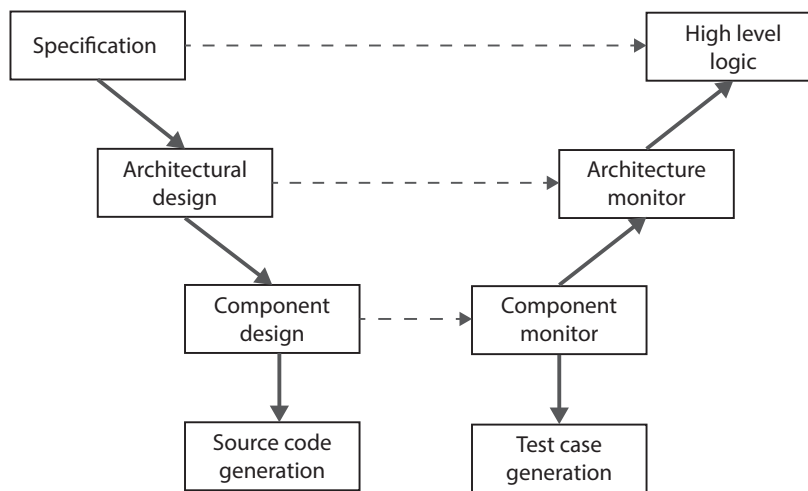 Specification
High level
logic
Architectural
design
Architecture
monitor
Component
design
Component
monitor
Source code
generation
Test case
generation